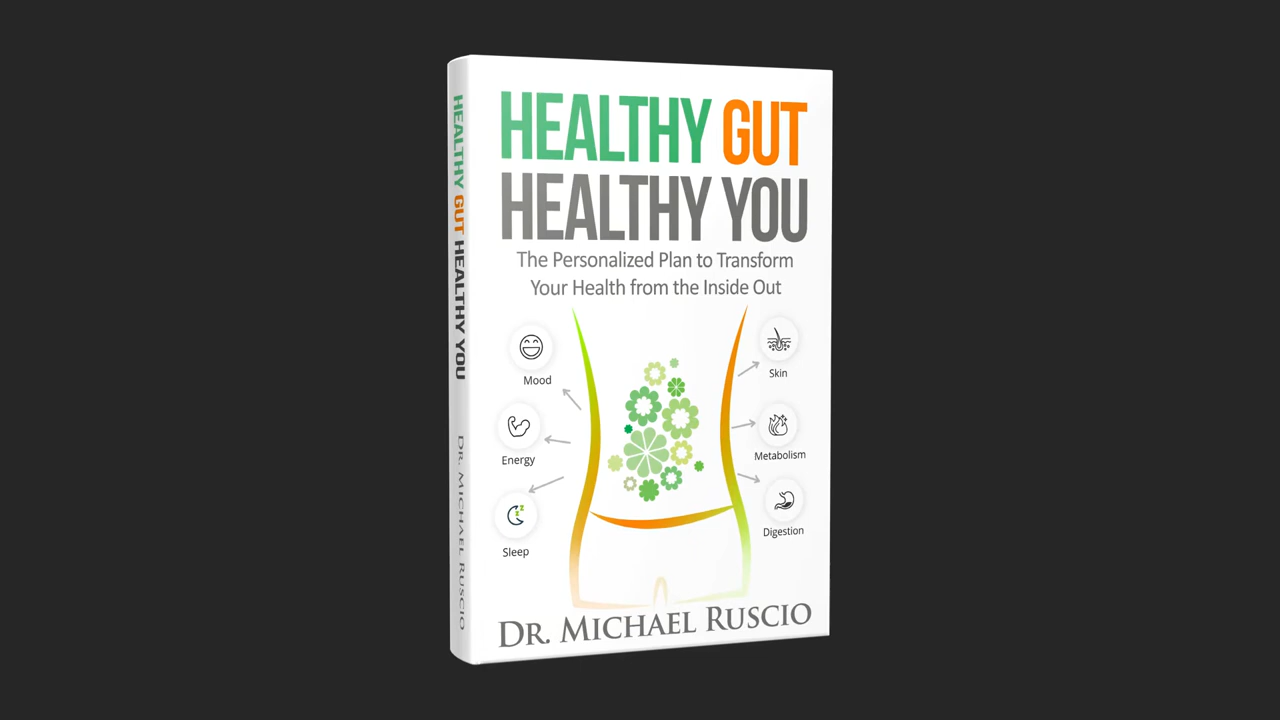 HEALTHY GUT HEALTHY YOU
DR. MICHAEL RUSCIO
HEALTHY GUT
HEALTHY YOU
The Personalized Plan to Transform
Your Health from the Inside Out
Mood
Energy
Sleep
Skin
Metabolism
Digestion
DR. MICHAEL RUSCIO